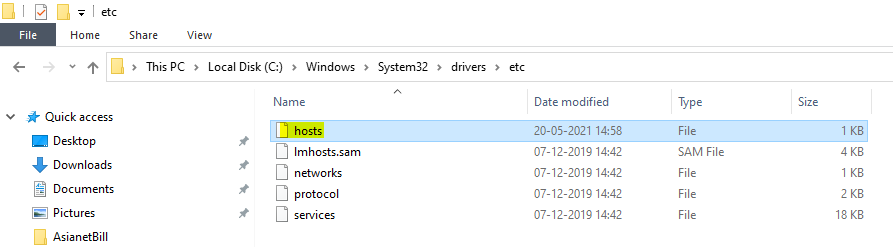 etc
File Home Share View
This PC Local Disk (C:) Windows System32 drivers etc
Quick access
Desktop
Downloads
Documents
Pictures
AsianetBill
Name Date modified Type Size
hosts 20-05-2021 14:58 File 1 KB
lmhosts.sam 07-12-2019 14:42 SAM File 4 KB
networks 07-12-2019 14:42 File 1 KB
protocol 07-12-2019 14:42 File 2 KB
services 07-12-2019 14:42 File 18 KB